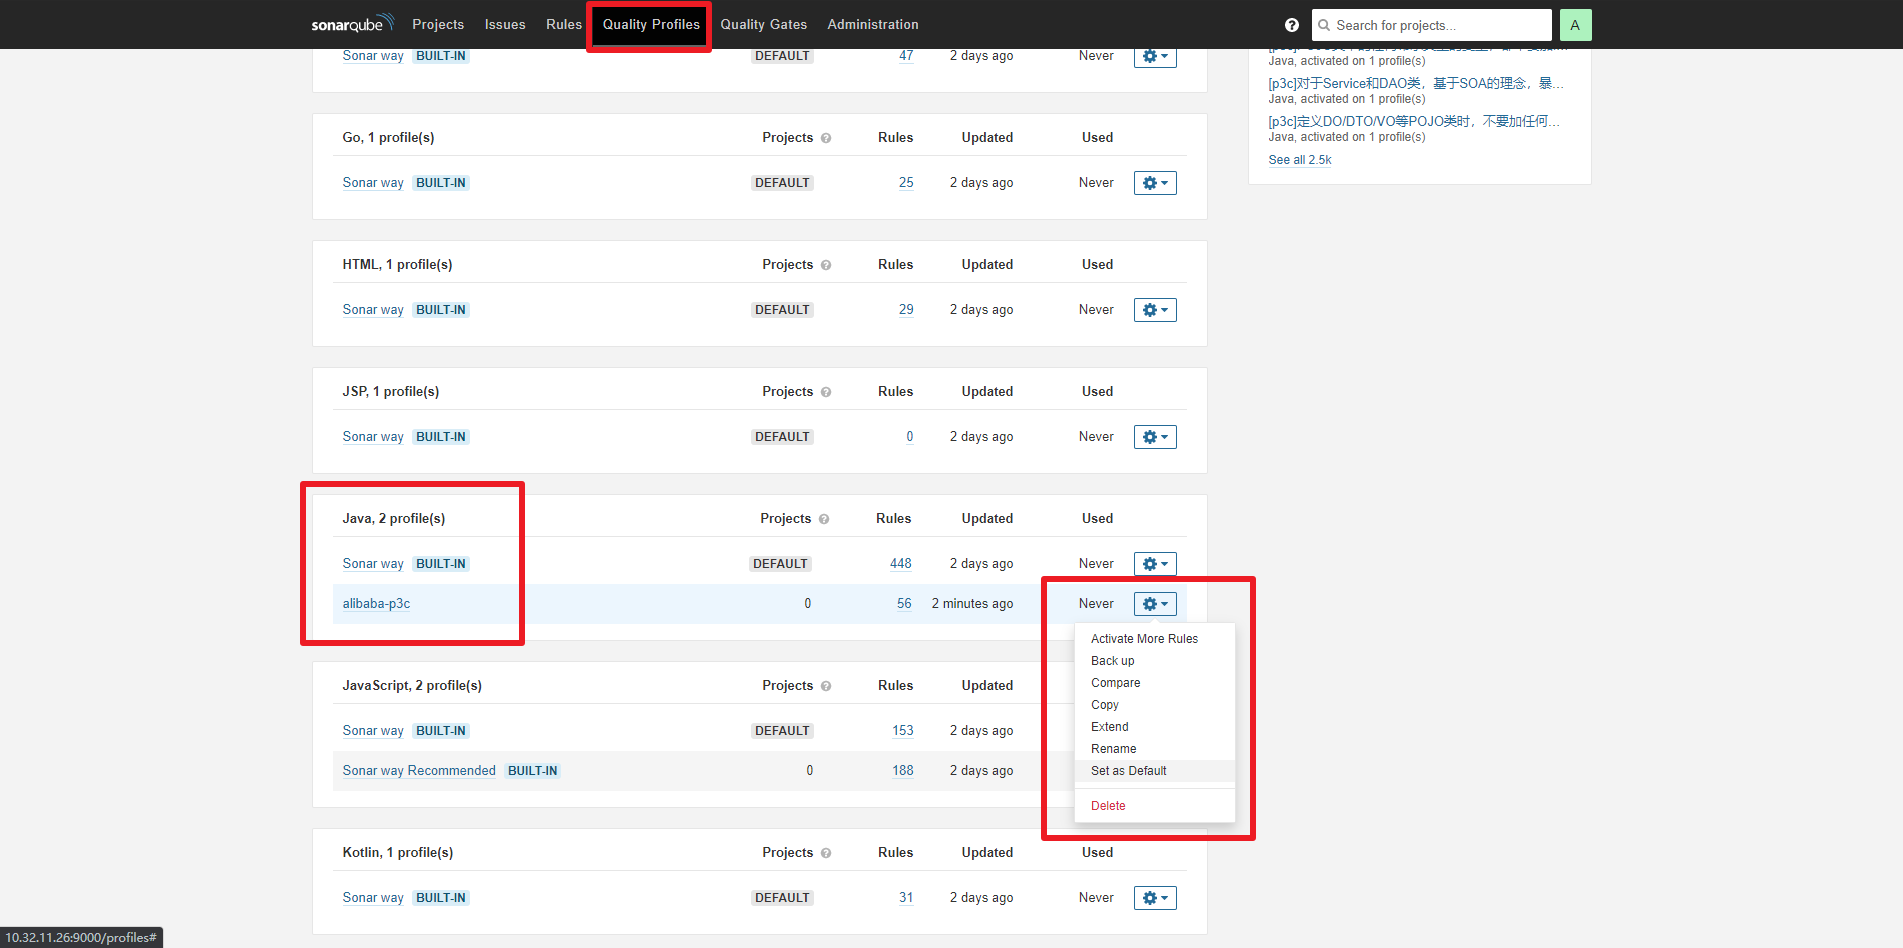 sonarqube Projects Issues Rules Quality Profiles Quality Gates Administration Search for projects... A
Sonar way BUILT-IN DEFAULT 47 2 days ago Never
Java, activated on 1 profile(s)
[p3c]对于Service和DAO类，基于SOA的理念，暴...
Java, activated on 1 profile(s)
[p3c]定义DO/DTO/VO等POJO类时，不要加任何...
Java, activated on 1 profile(s)
See all 2.5k
Go, 1 profile(s) Projects Rules Updated Used
Sonar way BUILT-IN DEFAULT 25 2 days ago Never
HTML, 1 profile(s) Projects Rules Updated Used
Sonar way BUILT-IN DEFAULT 29 2 days ago Never
JSP, 1 profile(s) Projects Rules Updated Used
Sonar way BUILT-IN DEFAULT 0 2 days ago Never
Java, 2 profile(s) Projects Rules Updated Used
Sonar way BUILT-IN DEFAULT 448 2 days ago Never
alibaba-p3c 0 56 2 minutes ago Never
Activate More Rules
Back up
Compare
Copy
Extend
Rename
Set as Default
Delete
JavaScript, 2 profile(s) Projects Rules Updated
Sonar way BUILT-IN DEFAULT 153 2 days ago
Sonar way Recommended BUILT-IN 0 188 2 days ago
Kotlin, 1 profile(s) Projects Rules Updated Used
Sonar way BUILT-IN DEFAULT 31 2 days ago Never
10.32.11.26:9000/profiles#